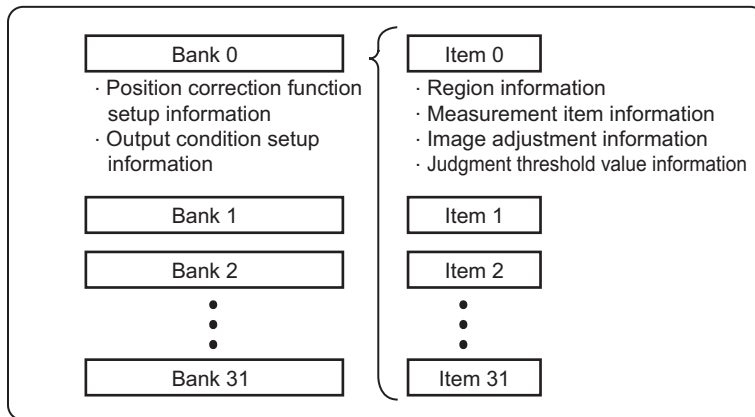 Bank 0
· Position correction function
setup information
· Output condition setup
information
Bank 1
Bank 2
Bank 31
Item 0
· Region information
· Measurement item information
· Image adjustment information
· Judgment threshold value information
Item 1
Item 2
Item 31